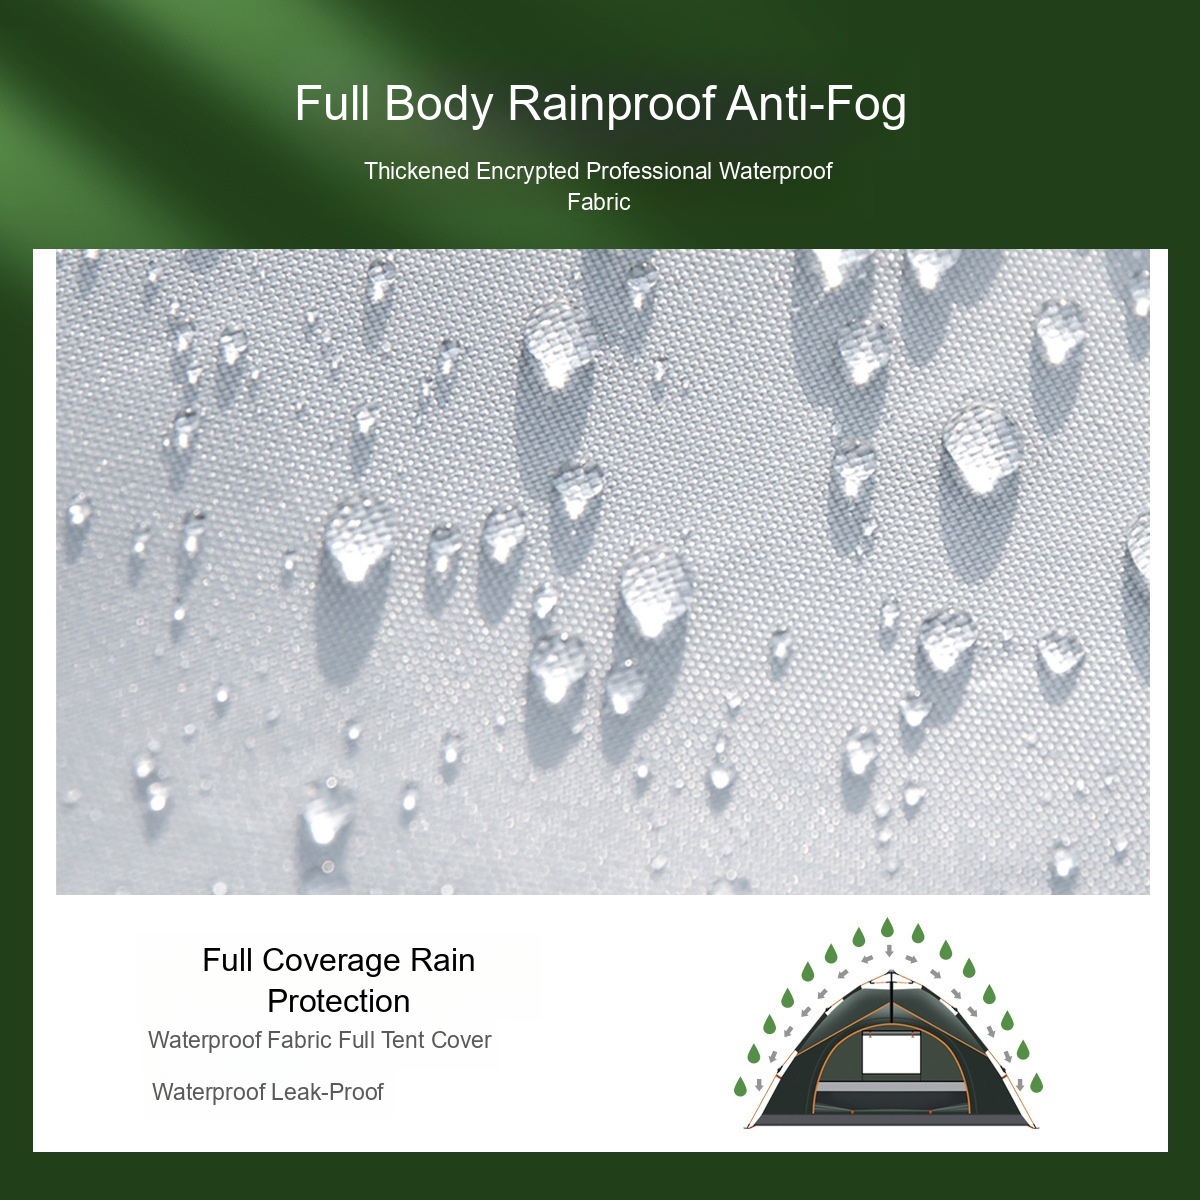 Full Body Rainproof Anti-Fog
Thickened Encrypted Professional Waterproof
Fabric
Full Coverage Rain
Protection
Waterproof Fabric Full Tent Cover
Waterproof Leak-Proof